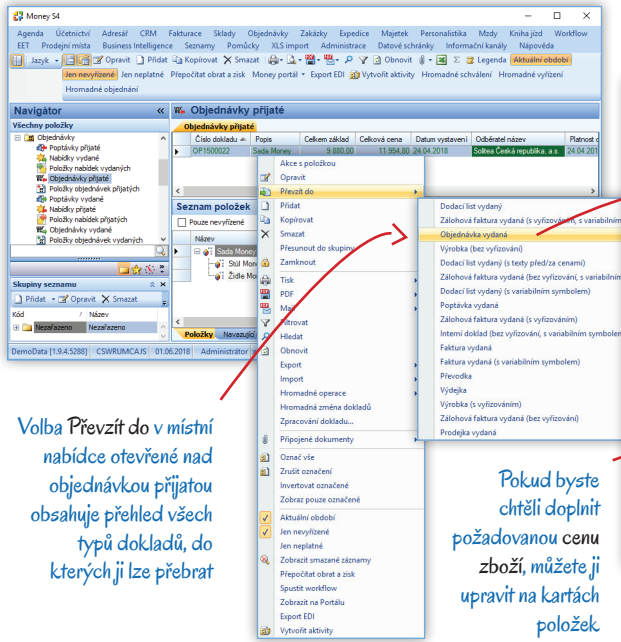 Money S4
Agenda Účetnictví Adresář CRM Fakturace Sklady Objednávky Zakázky Expedice Majetek Personalistika Mzdy Kniha jízd Workflow
EET Prodejní místa Business Intelligence Seznamy Pomůcky XLS import Administrace Datové schránky Informační kanály Nápověda
Jazyk Opravit Přidat Kopírovat Smazat Obnovit Legenda Aktuální období
Jen nevyřízené Jen neplatné Přepočítat obrat a zisk Money portál Export EDI Vytvořit aktivity Hromadné schválení Hromadné vyřízení
Hromadné objednání
Navigátor
Všechny položky
Objednávky
Poptávky přijaté
Nabídky vydané
Položky nabídek vydaných
Objednávky přijaté
Položky objednávek přijatých
Poptávky vydané
Nabídky přijaté
Položky nabídek přijatých
Objednávky vydané
Položky objednávek vydaných
Skupiny seznamu
Přidat Opravit Smazat
Kód / Název
Nezařazeno Nezařazeno
Objednávky přijaté
Objednávky přijaté
Číslo dokladu Popis Celkem základ Celková cena Datum vystavení Odběratel název Platnost d
OP1500022 Sada Money 9 880,00 11 954,80 24.04.2018 Solitea Česká republika, a.s. 24.04.201
Seznam položek
Pouze nevyřízené
Název
Sada Money
Stůl Mon
Židle Mo
Položky Navazujíc
DemoData [1.9.4.5288] CSWRUMCAJS 01.06.2018 Administrátor
Akce s položkou
Opravit
Převzít do
Přidat
Kopírovat
Smazat
Přesunout do skupiny
Zamknout
Tisk
PDF
Mail
Filtrovat
Hledat
Obnovit
Export
Import
Hromadné operace
Hromadná změna dokladů
Zpracování dokladu...
Připojené dokumenty
Označ vše
Zrušit označení
Invertovat označené
Zobraz pouze označené
Aktuální období
Jen nevyřízené
Jen neplatné
Zobrazit smazané záznamy
Přepočítat obrat a zisk
Spustit workflow
Zobrazit na Portálu
Export EDI
Vytvořit aktivity
Dodací list vydaný
Zálohová faktura vydaná (s vyřizováním, s variabilním
Objednávka vydaná
Výrobka (bez vyřizování)
Dodací list vydaný (s texty před/za cenami)
Zálohová faktura vydaná (bez vyřizování, s variabilním
Dodací list vydaný (s variabilním symbolem)
Poptávka vydaná
Zálohová faktura vydaná (s vyřizováním)
Interní doklad (bez vyřizování, s variabilním symbolem
Faktura vydaná
Faktura vydaná (s variabilním symbolem)
Převodka
Výdejka
Výrobka (s vyřizováním)
Zálohová faktura vydaná (bez vyřizování)
Prodejka vydaná
Volba Převzít do v místní
nabídce otevřené nad
objednávkou přijatou
obsahuje přehled všech
typů dokladů, do
kterých ji lze přebrat
Pokud byste
chtěli doplnit
požadovanou cenu
zboží, můžete ji
upravit na kartách
položek